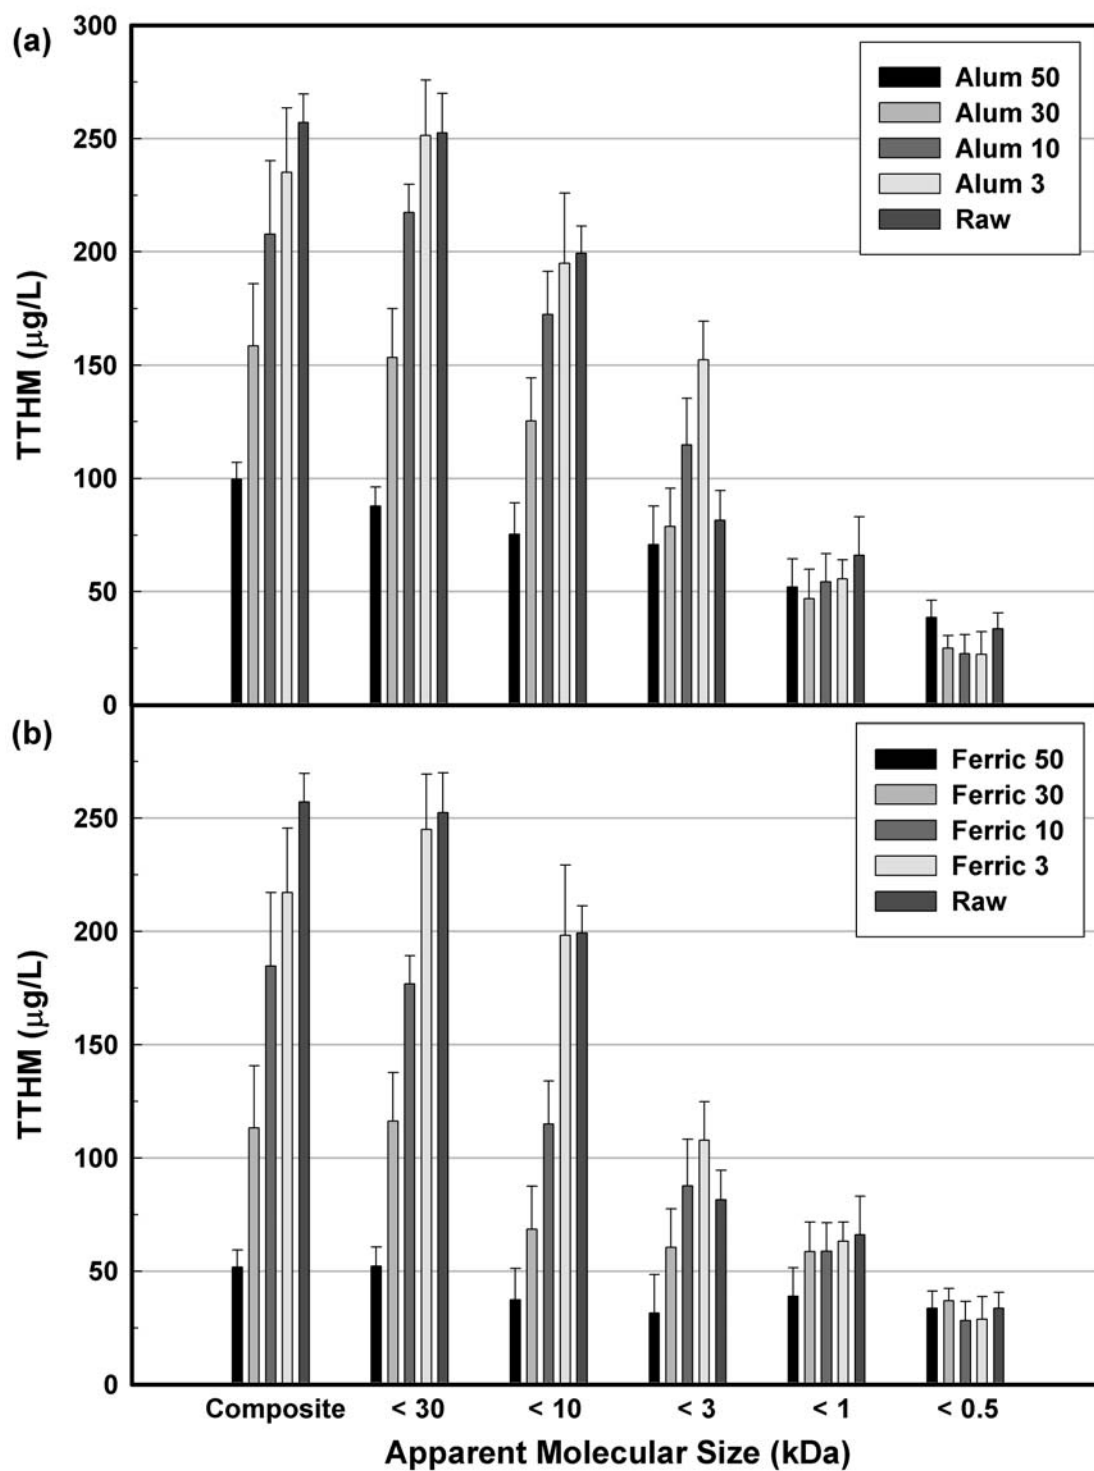 (a)
300
250
200
150
100
50
0
TTHM (μg/L)
Alum 50
Alum 30
Alum 10
Alum 3
Raw
(b)
250
200
150
100
50
0
TTHM (μg/L)
Ferric 50
Ferric 30
Ferric 10
Ferric 3
Raw
Composite < 30 < 10 < 3 < 1 < 0.5
Apparent Molecular Size (kDa)